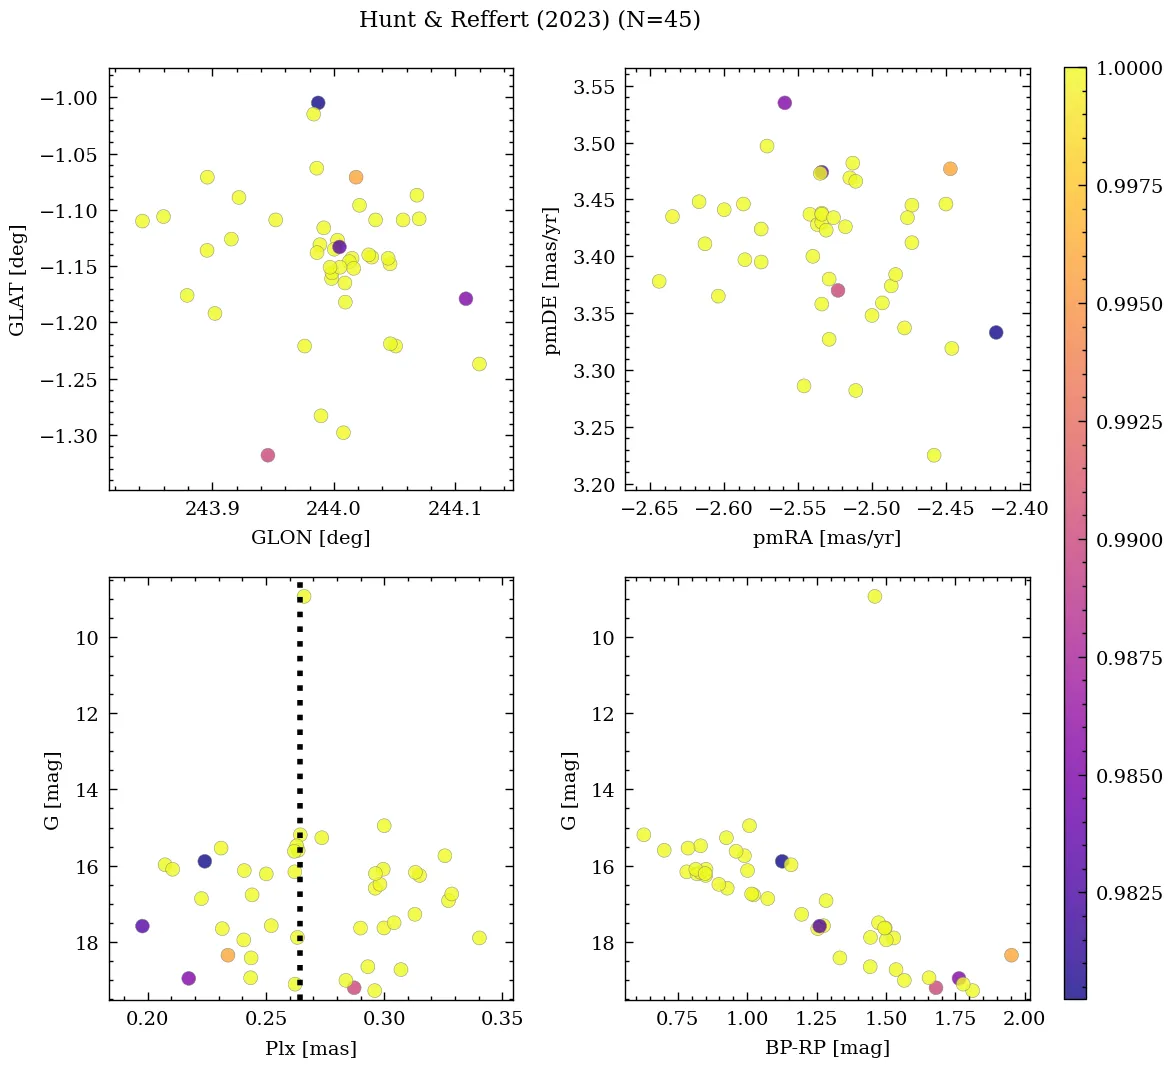 Hunt & Reffert (2023) (N=45)
−1.00
−1.05
−1.10
−1.15
−1.20
−1.25
−1.30
GLAT [deg]
243.9 244.0 244.1
GLON [deg]
3.55
3.50
3.45
3.40
3.35
3.30
3.25
3.20
pmDE [mas/yr]
−2.65 −2.60 −2.55 −2.50 −2.45 −2.40
pmRA [mas/yr]
10
12
14
16
18
G [mag]
0.20 0.25 0.30 0.35
Plx [mas]
10
12
14
16
18
G [mag]
0.75 1.00 1.25 1.50 1.75 2.00
BP-RP [mag]
1.0000
0.9975
0.9950
0.9925
0.9900
0.9875
0.9850
0.9825